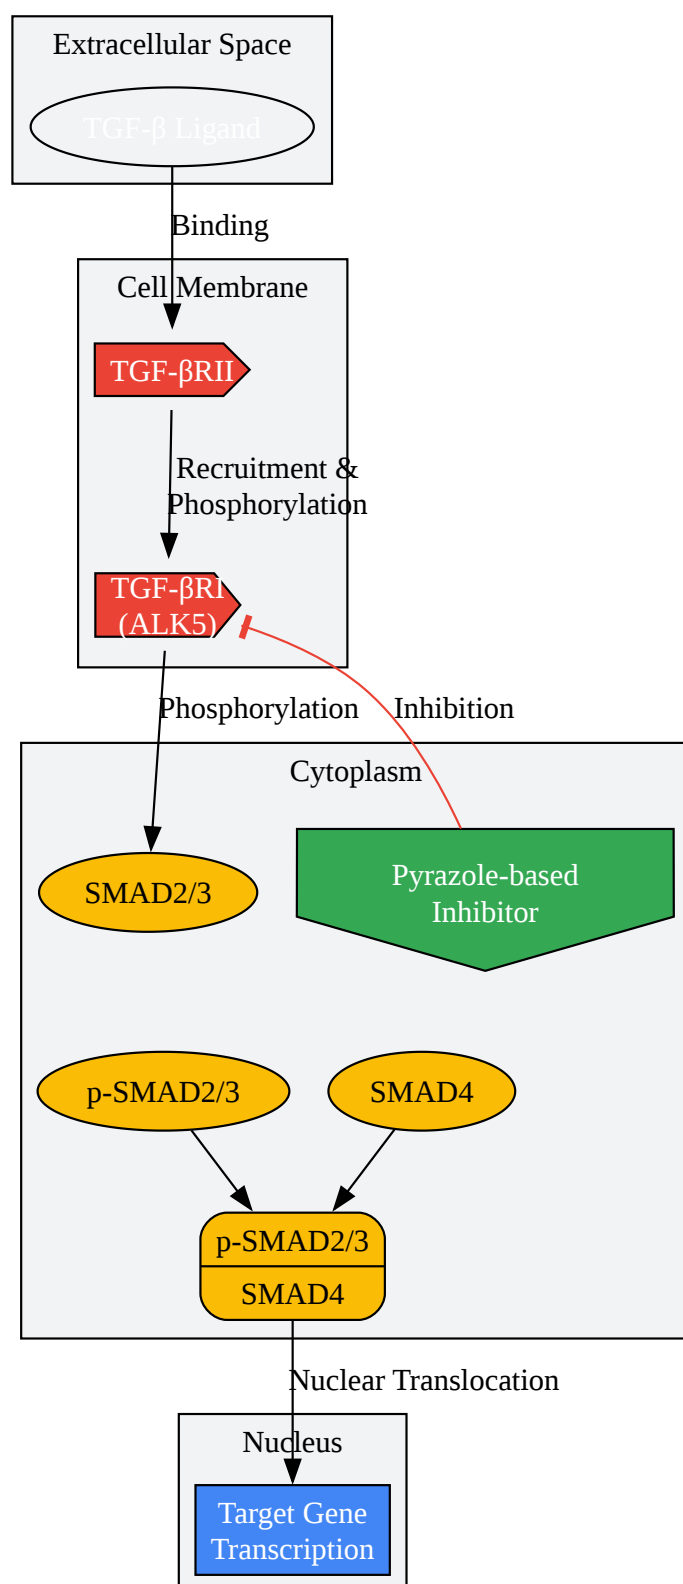 Extracellular Space
TGF-β Ligand
Binding
Cell Membrane
TGF-βRII
Recruitment &
Phosphorylation
TGF-βRI
(ALK5)
Phosphorylation
Inhibition
Cytoplasm
SMAD2/3
Pyrazole-based
Inhibitor
p-SMAD2/3
SMAD4
p-SMAD2/3
SMAD4
Nuclear Translocation
Nucleus
Target Gene
Transcription